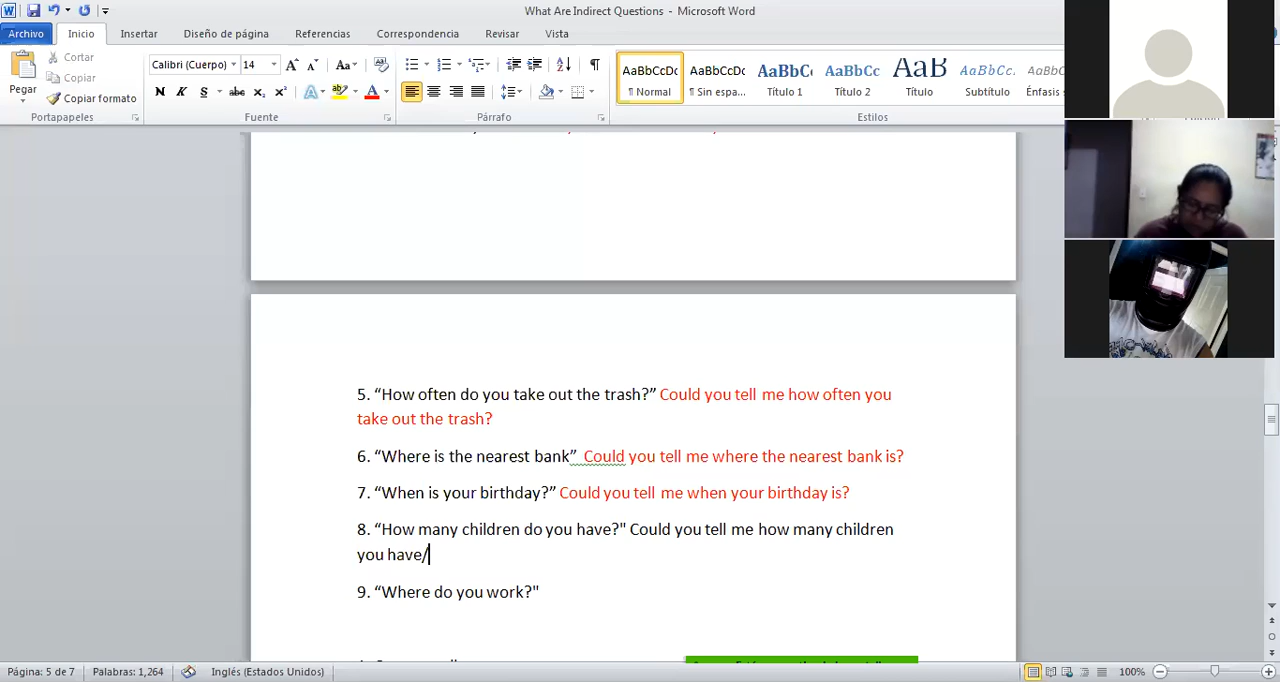 What Are Indirect Questions - Microsoft Word
Archivo Inicio Insertar Diseño de página Referencias Correspondencia Revisar Vista
Cortar
Copiar
Copiar formato
Pegar
Calibri (Cuerpo) 14
AaBbCcDc AaBbCcDc AaBbC AaBbCc AaB AaBbCc. AaBbCc
¶ Normal ¶ Sin espa... Título 1 Título 2 Título Subtítulo Énfasis
Portapapeles Fuente Párrafo Estilos
5. “How often do you take out the trash?” Could you tell me how often you
take out the trash?
6. “Where is the nearest bank” Could you tell me where the nearest bank is?
7. “When is your birthday?” Could you tell me when your birthday is?
8. “How many children do you have?" Could you tell me how many children
you have/
9. “Where do you work?"
Página: 5 de 7 Palabras: 1,264 Inglés (Estados Unidos) 100%